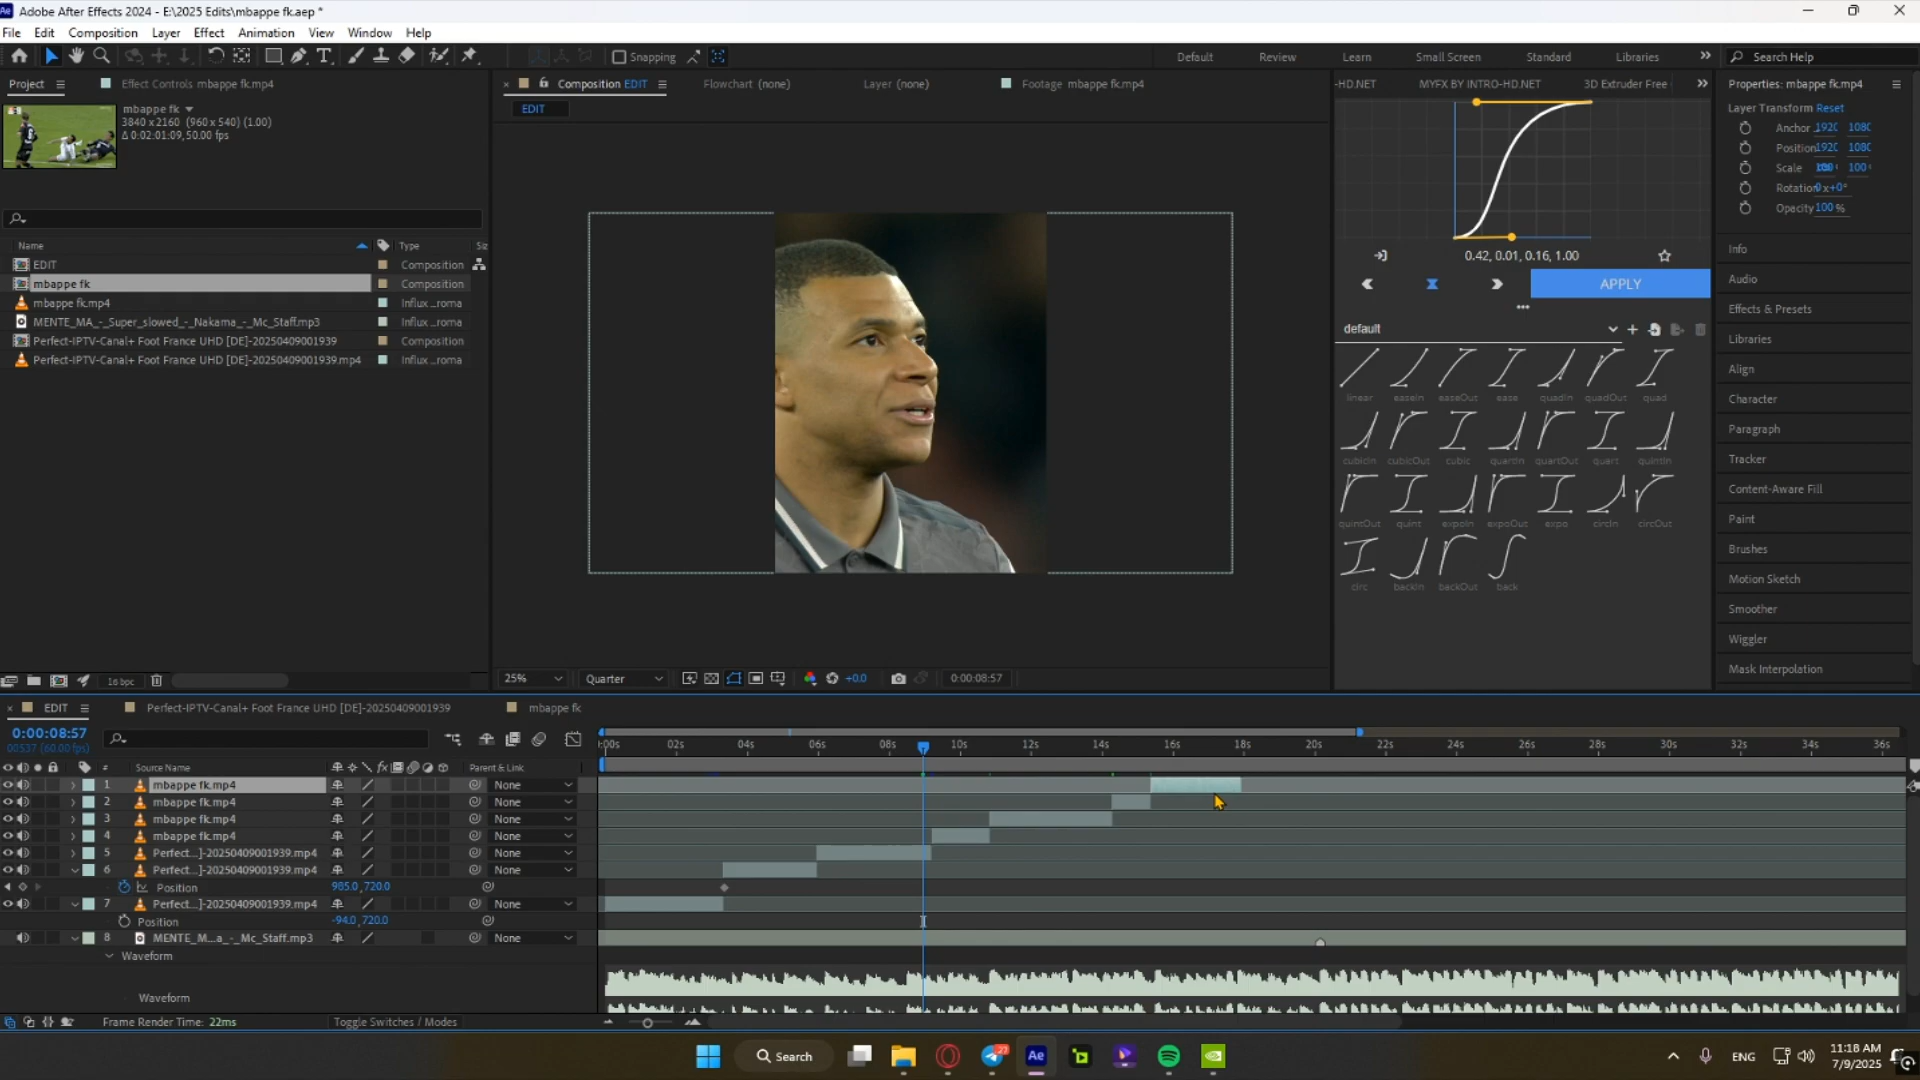 Adobe After Effects 2024 - E:\2025 Edits\mbappe fk.aep *
File Edit Composition Layer Effect Animation View Window Help
Snapping
Default Review Learn Small Screen Standard Libraries Search Help
Project Effect Controls mbappe fk.mp4
Composition EDIT Flowchart (none) Layer (none) Footage mbappe fk.mp4
-HD.NET MYFX BY INTRO-HD.NET 3D Extruder Free
Properties: mbappe fk.mp4
mbappe fk
3840 x 2160 (960 x 540) (1.00)
Δ 0:02:01:09, 50.00 fps
EDIT
Layer Transform Reset
Anchor 1920 1080
Position 1920 1080
Scale 100 100
Rotation 0x+0°
Opacity 100 %
Name Type Siz
EDIT Composition
mbappe fk Composition
mbappe fk.mp4 Influx ...roma
MENTE_MA_-_Super_slowed_-_Nakama_-_Mc_Staff.mp3 Influx ...roma
Perfect-IPTV-Canal+ Foot France UHD [DE]-20250409001939 Composition
Perfect-IPTV-Canal+ Foot France UHD [DE]-20250409001939.mp4 Influx ...roma
0.42, 0.01, 0.16, 1.00
APPLY
default
linear easeIn easeOut ease quadIn quadOut quad
cubicIn cubicOut cubic quartIn quartOut quart quintIn
quintOut quint expoIn expoOut expo circIn circOut
circ backIn backOut back
Info
Audio
Effects & Presets
Libraries
Align
Character
Paragraph
Tracker
Content-Aware Fill
Paint
Brushes
Motion Sketch
Smoother
Wiggler
Mask Interpolation
16 bpc
25% Quarter +0.0 0:00:08:57
EDIT Perfect-IPTV-Canal+ Foot France UHD [DE]-20250409001939 mbappe fk
0:00:08:57
00537 (60.00 fps)
:00s 02s 04s 06s 08s 10s 12s 14s 16s 18s 20s 22s 24s 26s 28s 30s 32s 34s 36s
# Source Name Parent & Link
1 mbappe fk.mp4 None
2 mbappe fk.mp4 None
3 mbappe fk.mp4 None
4 mbappe fk.mp4 None
5 Perfect...]-20250409001939.mp4 None
6 Perfect...]-20250409001939.mp4 None
Position 985.0, 720.0
7 Perfect...]-20250409001939.mp4 None
Position -94.0, 720.0
8 MENTE_M...a_-_Mc_Staff.mp3 None
Waveform
Waveform
Frame Render Time: 22ms Toggle Switches / Modes
Search
Ae
ENG
11:18 AM
7/9/2025